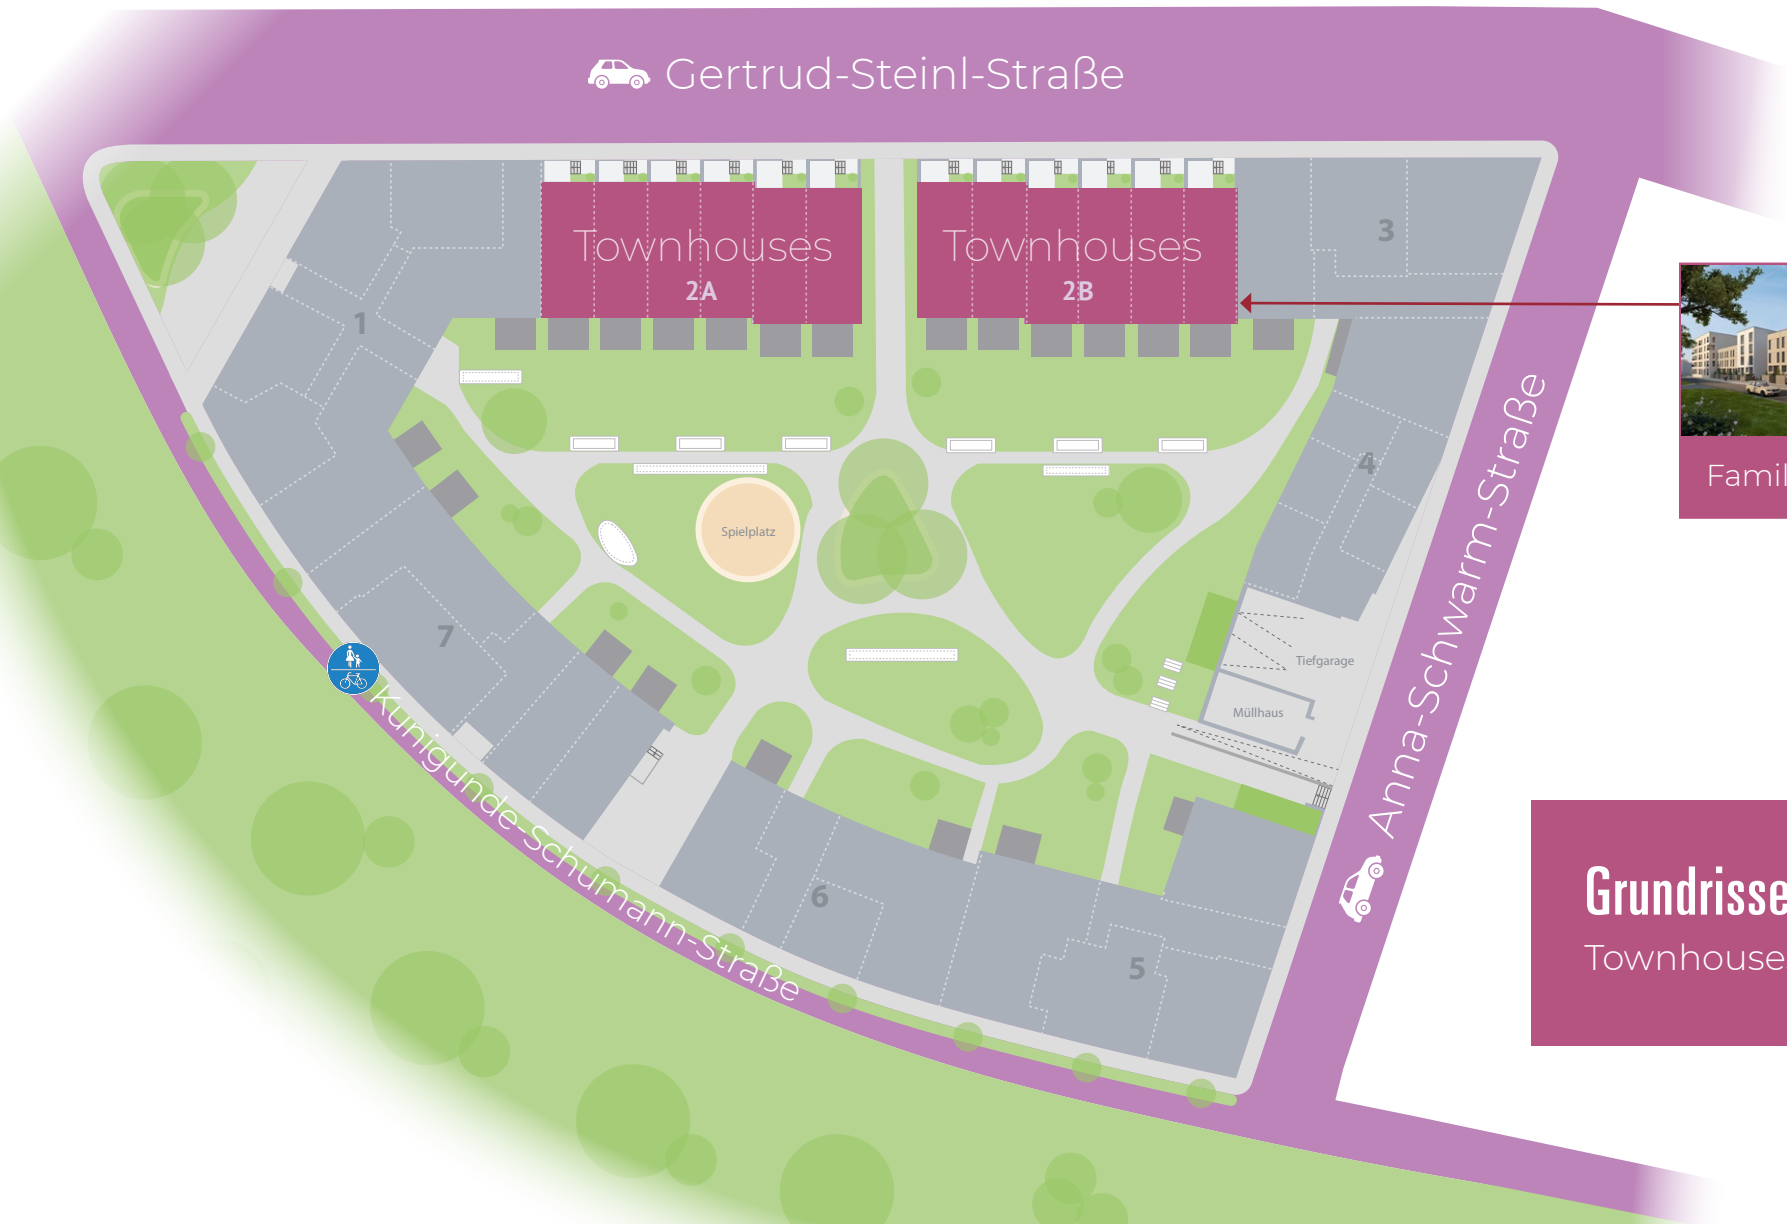 Gertrud-Steinl-Straße
Townhouses
2A
Townhouses
2B
3
1
4
Anna-Schwarm-Straße
Famil
Spielplatz
7
Tiefgarage
Müllhaus
Kunigunde-Schumann-Straße
6
5
Grundrisse
Townhouse